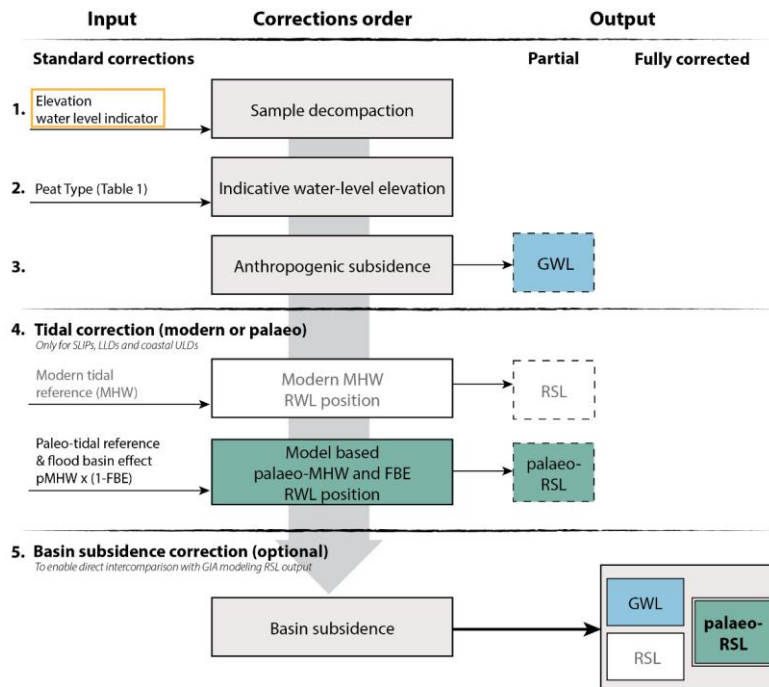 Input
Corrections order
Output
Standard corrections
Partial
Fully corrected
1.
Elevation
water level indicator
Sample decompaction
2.
Peat Type (Table 1)
Indicative water-level elevation
3.
Anthropogenic subsidence
GWL
4. Tidal correction (modern or palaeo)
Only for SLIPs, LLDs and coastal ULDs
Modern tidal
reference (MHW)
Modern MHW
RWL position
RSL
Paleo-tidal reference
& flood basin effect
pMHW x (1-FBE)
Model based
palaeo-MHW and FBE
RWL position
palaeo-
RSL
5. Basin subsidence correction (optional)
To enable direct intercomparison with GIA modeling RSL output
Basin subsidence
GWL
RSL
palaeo-
RSL